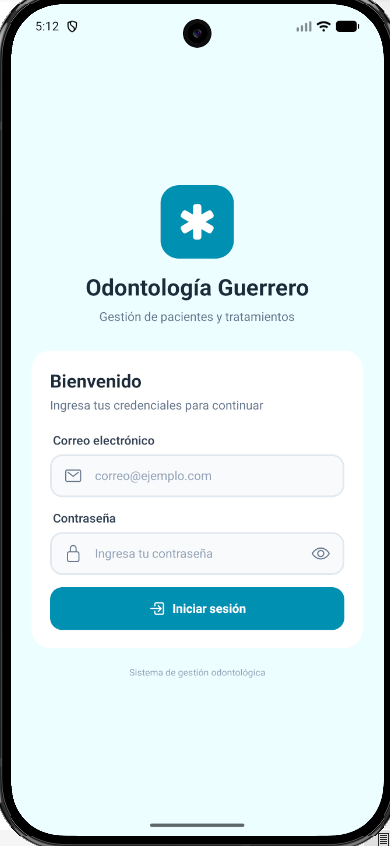 5:12
Odontología Guerrero
Gestión de pacientes y tratamientos
Bienvenido
Ingresa tus credenciales para continuar
Correo electrónico
correo@ejemplo.com
Contraseña
Ingresa tu contraseña
Iniciar sesión
Sistema de gestión odontológica